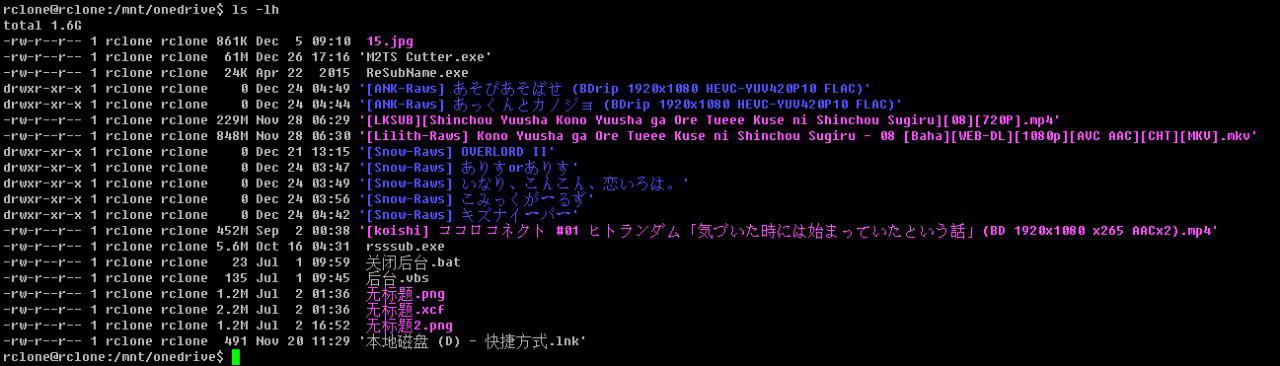 rclone@rclone:/mnt/onedrive$ ls -lh
total 1.6G
-rw-r--r-- 1 rclone rclone 861K Dec  5 09:10  15.jpg
-rw-r--r-- 1 rclone rclone  61M Dec 26 17:16 'M2TS Cutter.exe'
-rw-r--r-- 1 rclone rclone  24K Apr 22  2015  ReSubName.exe
drwxr-xr-x 1 rclone rclone    0 Dec 24 04:49 '[ANK-Raws] あそびあそばせ (BDrip 1920x1080 HEVC-YUV420P10 FLAC)'
drwxr-xr-x 1 rclone rclone    0 Dec 24 04:44 '[ANK-Raws] あっくんとカノジョ (BDrip 1920x1080 HEVC-YUV420P10 FLAC)'
-rw-r--r-- 1 rclone rclone 229M Nov 28 06:29 '[LKSUB][Shinchou Yuusha Kono Yuusha ga Ore Tueee Kuse ni Shinchou Sugiru][08][720P].mp4'
-rw-r--r-- 1 rclone rclone 848M Nov 28 06:30 '[Lilith-Raws] Kono Yuusha ga Ore Tueee Kuse ni Shinchou Sugiru - 08 [Baha][WEB-DL][1080p][AVC AAC][CHT][MKV].mkv'
drwxr-xr-x 1 rclone rclone    0 Dec 21 13:15 '[Snow-Raws] OVERLORD II'
drwxr-xr-x 1 rclone rclone    0 Dec 24 03:47 '[Snow-Raws] ありすorありす'
drwxr-xr-x 1 rclone rclone    0 Dec 24 03:49 '[Snow-Raws] いなり、こんこん、恋いろは。'
drwxr-xr-x 1 rclone rclone    0 Dec 24 03:56 '[Snow-Raws] こみっくがーるず'
drwxr-xr-x 1 rclone rclone    0 Dec 24 04:42 '[Snow-Raws] キズナイーバー'
-rw-r--r-- 1 rclone rclone 452M Sep  2 00:38 '[koishi] ココロコネクト #01 ヒトランダム「気づいた時には始まっていたという話」(BD 1920x1080 x265 AACx2).mp4'
-rw-r--r-- 1 rclone rclone 5.6M Oct 16 04:31  rsssub.exe
-rw-r--r-- 1 rclone rclone   23 Jul  1 09:59  关闭后台.bat
-rw-r--r-- 1 rclone rclone  135 Jul  1 09:45  后台.vbs
-rw-r--r-- 1 rclone rclone 1.2M Jul  2 01:36  无标题.png
-rw-r--r-- 1 rclone rclone 2.2M Jul  2 01:36  无标题.xcf
-rw-r--r-- 1 rclone rclone 1.2M Jul  2 16:52  无标题2.png
-rw-r--r-- 1 rclone rclone  491 Nov 20 11:29 '本地磁盘 (D) - 快捷方式.lnk'
rclone@rclone:/mnt/onedrive$